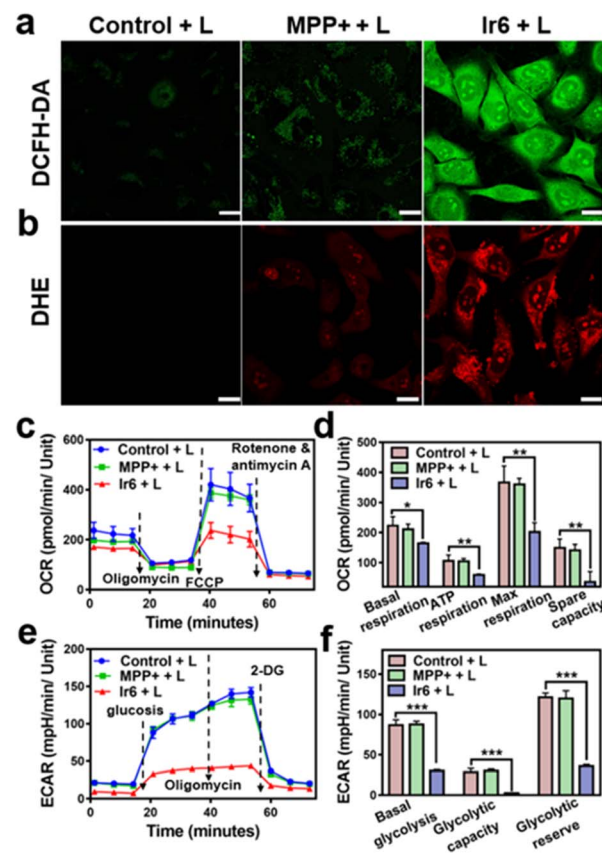 a
Control + L
MPP+ + L
Ir6 + L
DCFH-DA
b
DHE
c
OCR (pmol/min/ Unit)
600
400
200
0
Control + L
MPP+ + L
Ir6 + L
Rotenone &
antimycin A
Oligomycin
FCCP
0 20 40 60
Time (minutes)
d
OCR (pmol/min/ Unit)
500
400
300
200
100
Control + L
MPP+ + L
Ir6 + L
*
**
**
**
Basal
respiration
ATP
respiration
Max
respiration
Spare
capacity
e
ECAR (mpH/min/ Unit)
200
150
100
50
0
Control + L
MPP+ + L
Ir6 + L
glucosis
2-DG
Oligomycin
0 20 40 60
Time (minutes)
f
ECAR (mpH/min/ Unit)
150
100
50
0
Control + L
MPP+ + L
Ir6 + L
***
***
***
Basal
glycolysis
Glycolytic
capacity
Glycolytic
reserve